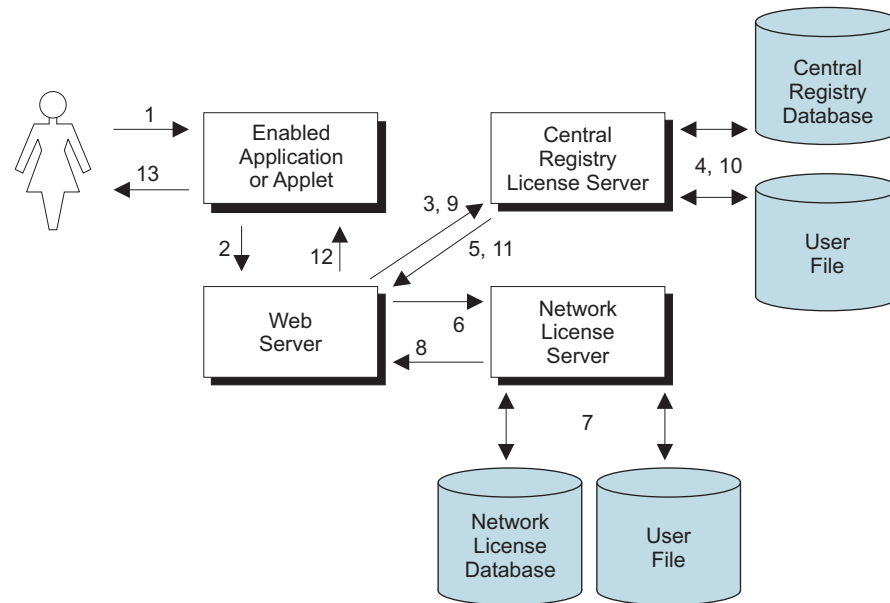 Central
Registry
Database
1
Enabled
Application
or Applet
Central
Registry
License Server
13
4, 10
3, 9
User
File
2
12
5, 11
Web
Server
6
Network
License
Server
8
7
Network
License
Database
User
File